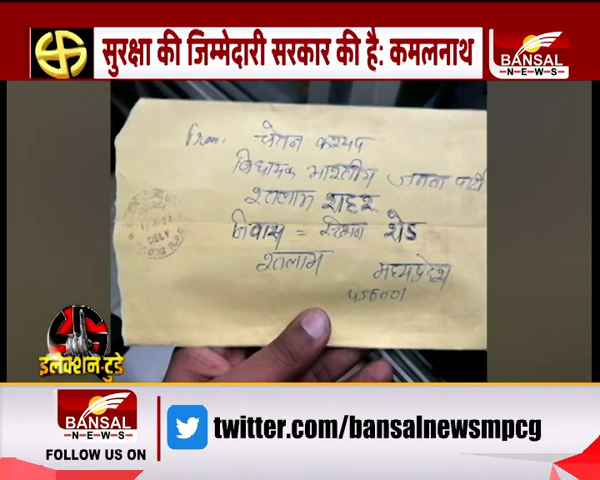 सुरक्षा की जिम्मेदारी सरकार की है: कमलनाथ
BANSAL
NEWS
From: चेतन कश्यप
विधायक भारतीय जनता पार्टी
रतलाम शहर
निवास = रोड
रतलाम मध्यप्रदेश
DELY
इलेक्शन टुडे
BANSAL
NEWS
FOLLOW US ON
twitter.com/bansalnewsmpcg